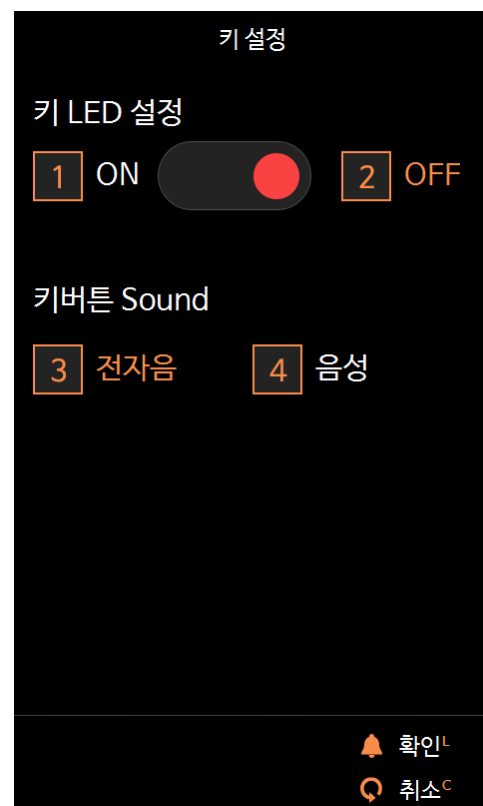 키 설정
키 LED 설정
1 ON 2 OFF
키버튼 Sound
3 전자음 4 음성
확인L
취소C